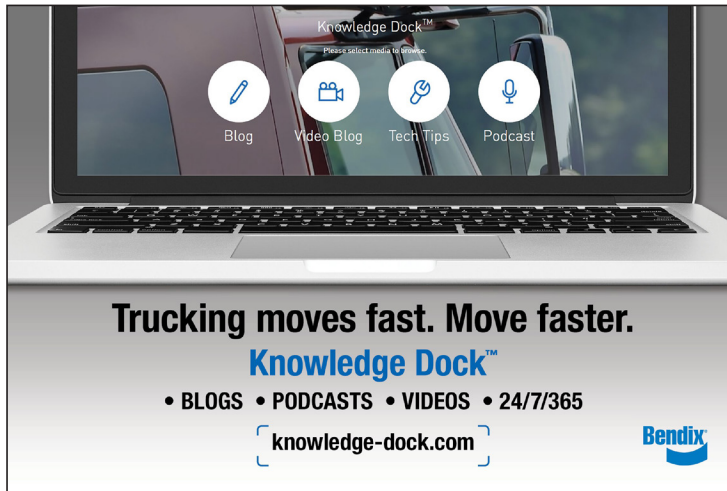 Knowledge Dock™
Please select media to browse.
Blog Video Blog Tech Tips Podcast
Trucking moves fast. Move faster.
Knowledge Dock™
• BLOGS • PODCASTS • VIDEOS • 24/7/365
knowledge-dock.com
Bendix